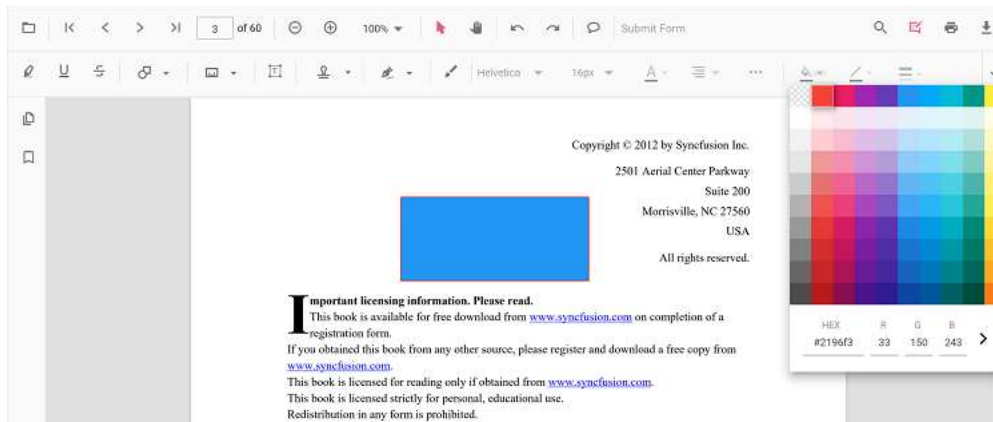 3 of 60 100% Submit Form
Helvetica 16px A
Copyright © 2012 by Syncfusion Inc.
2501 Aerial Center Parkway
Suite 200
Morrisville, NC 27560
USA
All rights reserved.
Important licensing information. Please read.
This book is available for free download from www.syncfusion.com on completion of a
registration form.
If you obtained this book from any other source, please register and download a free copy from
www.syncfusion.com.
This book is licensed for reading only if obtained from www.syncfusion.com.
This book is licensed strictly for personal, educational use.
Redistribution in any form is prohibited.
HEX R G B
#2196f3 33 150 243